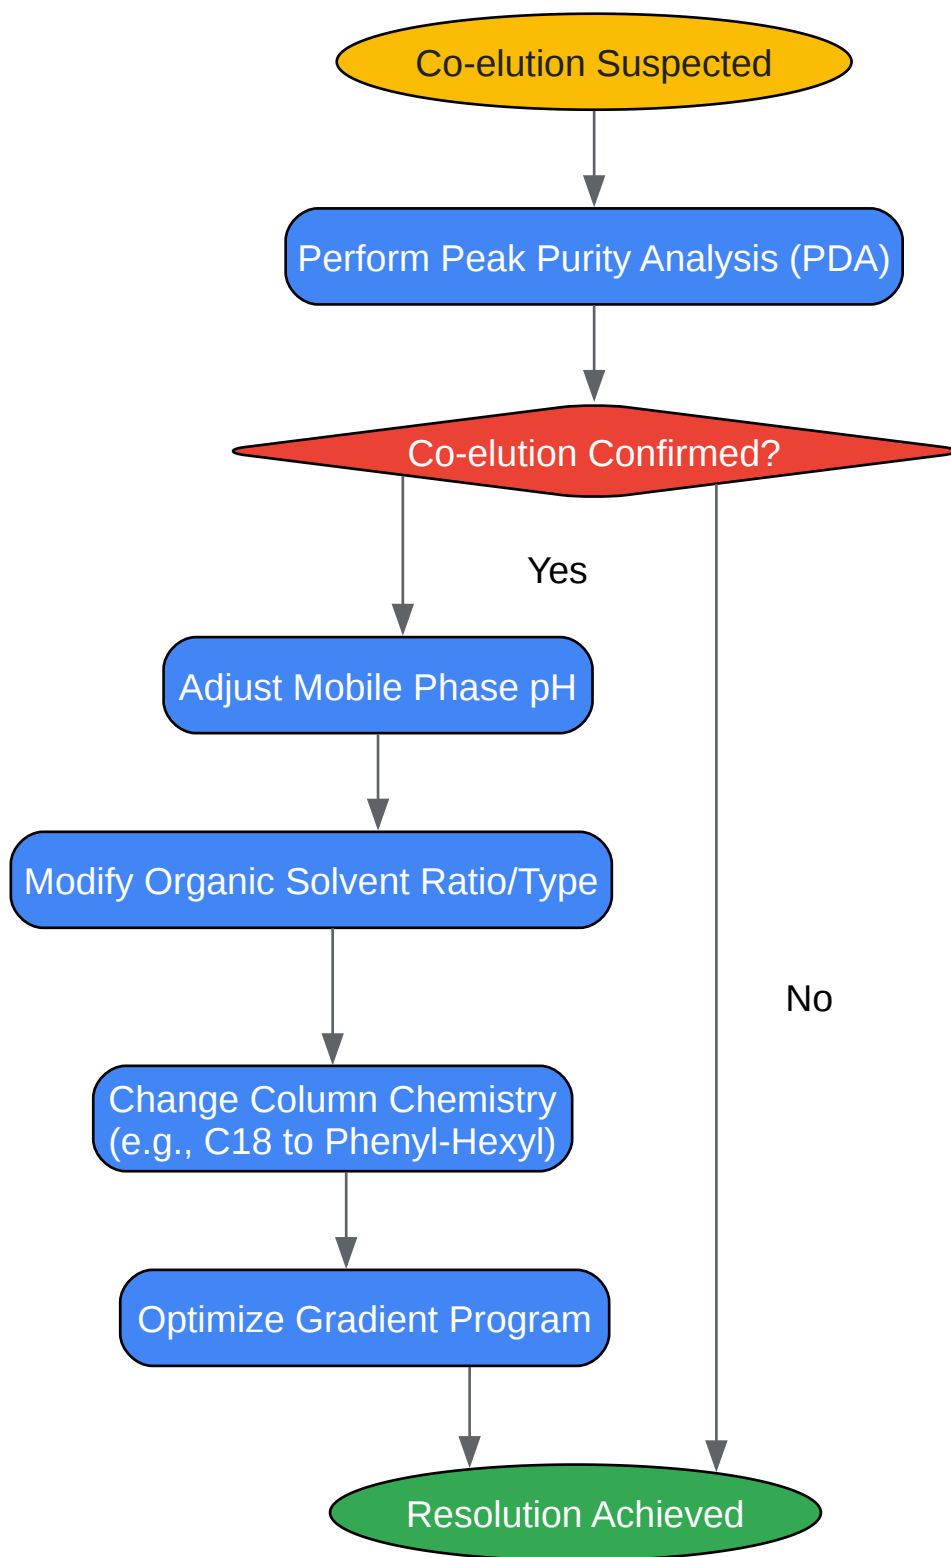 Co-elution Suspected
Perform Peak Purity Analysis (PDA)
Co-elution Confirmed?
Yes
Adjust Mobile Phase pH
Modify Organic Solvent Ratio/Type
No
Change Column Chemistry
(e.g., C18 to Phenyl-Hexyl)
Optimize Gradient Program
Resolution Achieved